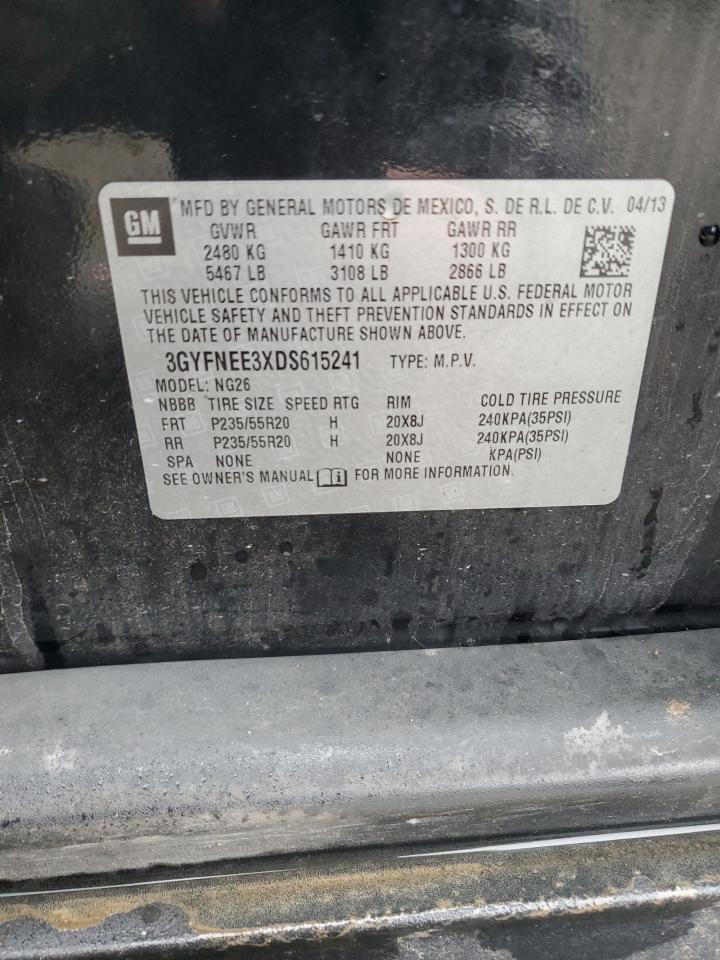 GM MFD BY GENERAL MOTORS DE MEXICO, S. DE R.L. DE C.V. 04/13
GVWR GAWR FRT GAWR RR
2480 KG 1410 KG 1300 KG
5467 LB 3108 LB 2866 LB
THIS VEHICLE CONFORMS TO ALL APPLICABLE U.S. FEDERAL MOTOR
VEHICLE SAFETY AND THEFT PREVENTION STANDARDS IN EFFECT ON
THE DATE OF MANUFACTURE SHOWN ABOVE.
3GYFNEE3XDS615241 TYPE: M.P.V.
MODEL: NG26
NBBB TIRE SIZE SPEED RTG RIM COLD TIRE PRESSURE
FRT P235/55R20 H 20X8J 240KPA(35PSI)
RR P235/55R20 H 20X8J 240KPA(35PSI)
SPA NONE NONE KPA(PSI)
SEE OWNER'S MANUAL i FOR MORE INFORMATION.